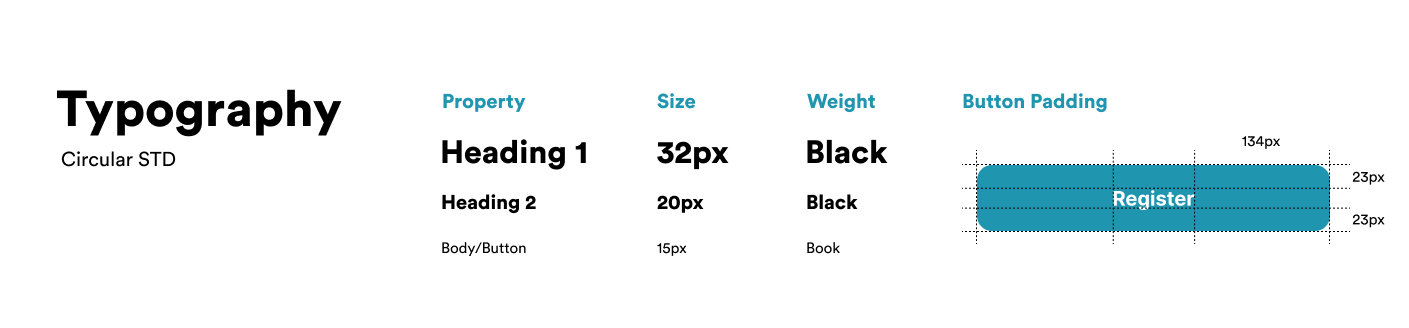 Typography
Circular STD
Property Size Weight Button Padding
Heading 1 32px Black
Heading 2 20px Black
Body/Button 15px Book
134px
23px
Register
23px